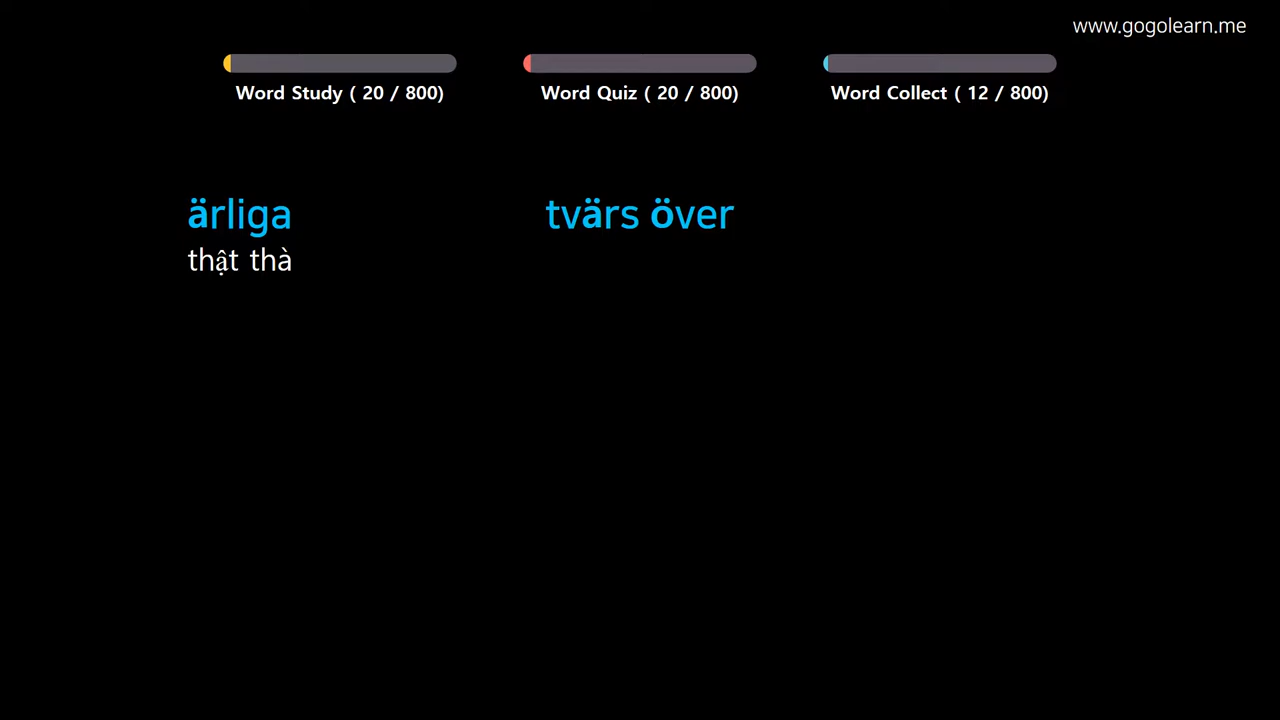 www.gogolearn.me
Word Study ( 20 / 800)
Word Quiz ( 20 / 800)
Word Collect ( 12 / 800)
ärliga
tvärs över
thật thà